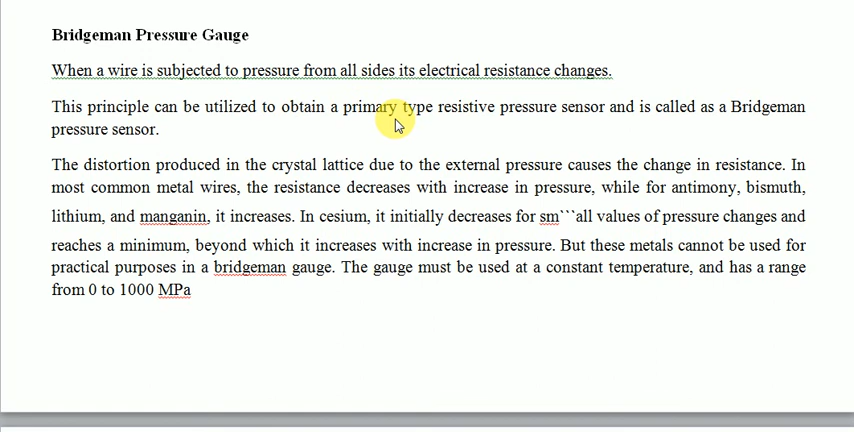 Bridgeman Pressure Gauge
When a wire is subjected to pressure from all sides its electrical resistance changes.
This principle can be utilized to obtain a primary type resistive pressure sensor and is called as a Bridgeman
pressure sensor.
The distortion produced in the crystal lattice due to the external pressure causes the change in resistance. In
most common metal wires, the resistance decreases with increase in pressure, while for antimony, bismuth,
lithium, and manganin, it increases. In cesium, it initially decreases for sm```all values of pressure changes and
reaches a minimum, beyond which it increases with increase in pressure. But these metals cannot be used for
practical purposes in a bridgeman gauge. The gauge must be used at a constant temperature, and has a range
from 0 to 1000 MPa